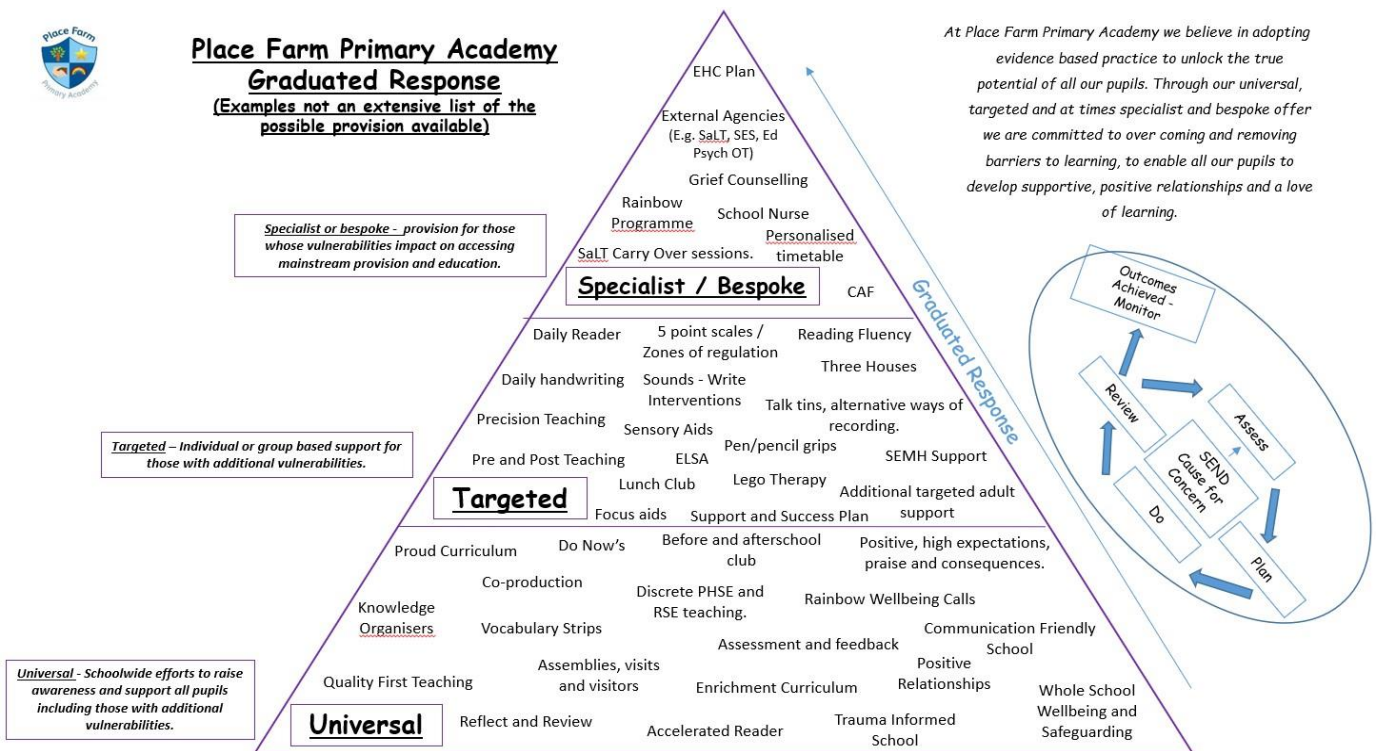 Place Farm
Primary Academy
Place Farm Primary Academy
Graduated Response
(Examples not an extensive list of the
possible provision available)
At Place Farm Primary Academy we believe in adopting
evidence based practice to unlock the true
potential of all our pupils. Through our universal,
targeted and at times specialist and bespoke offer
we are committed to over coming and removing
barriers to learning, to enable all our pupils to
develop supportive, positive relationships and a love
of learning.
EHC Plan
External Agencies
(E.g. SaLT, SES, Ed
Psych OT)
Grief Counselling
Rainbow
Programme
School Nurse
Personalised
timetable
SaLT Carry Over sessions.
Specialist / Bespoke
CAF
Specialist or bespoke - provision for those
whose vulnerabilities impact on accessing
mainstream provision and education.
Graduated Response
Daily Reader
5 point scales /
Zones of regulation
Reading Fluency
Three Houses
Daily handwriting
Sounds - Write
Interventions
Talk tins, alternative ways of
recording.
Precision Teaching
Sensory Aids
Pen/pencil grips
Pre and Post Teaching
ELSA
SEMH Support
Lunch Club
Lego Therapy
Additional targeted adult
support
Targeted
Focus aids
Support and Success Plan
Targeted – Individual or group based support for
those with additional vulnerabilities.
Proud Curriculum
Do Now’s
Before and afterschool
club
Positive, high expectations,
praise and consequences.
Co-production
Discrete PHSE and
RSE teaching.
Rainbow Wellbeing Calls
Knowledge
Organisers
Vocabulary Strips
Assessment and feedback
Communication Friendly
School
Quality First Teaching
Assemblies, visits
and visitors
Enrichment Curriculum
Positive
Relationships
Whole School
Wellbeing and
Safeguarding
Universal
Reflect and Review
Accelerated Reader
Trauma Informed
School
Universal - Schoolwide efforts to raise
awareness and support all pupils
including those with additional
vulnerabilities.
Outcomes
Achieved -
Monitor
Review
Assess
SEND
Cause for
Concern
Do
Plan